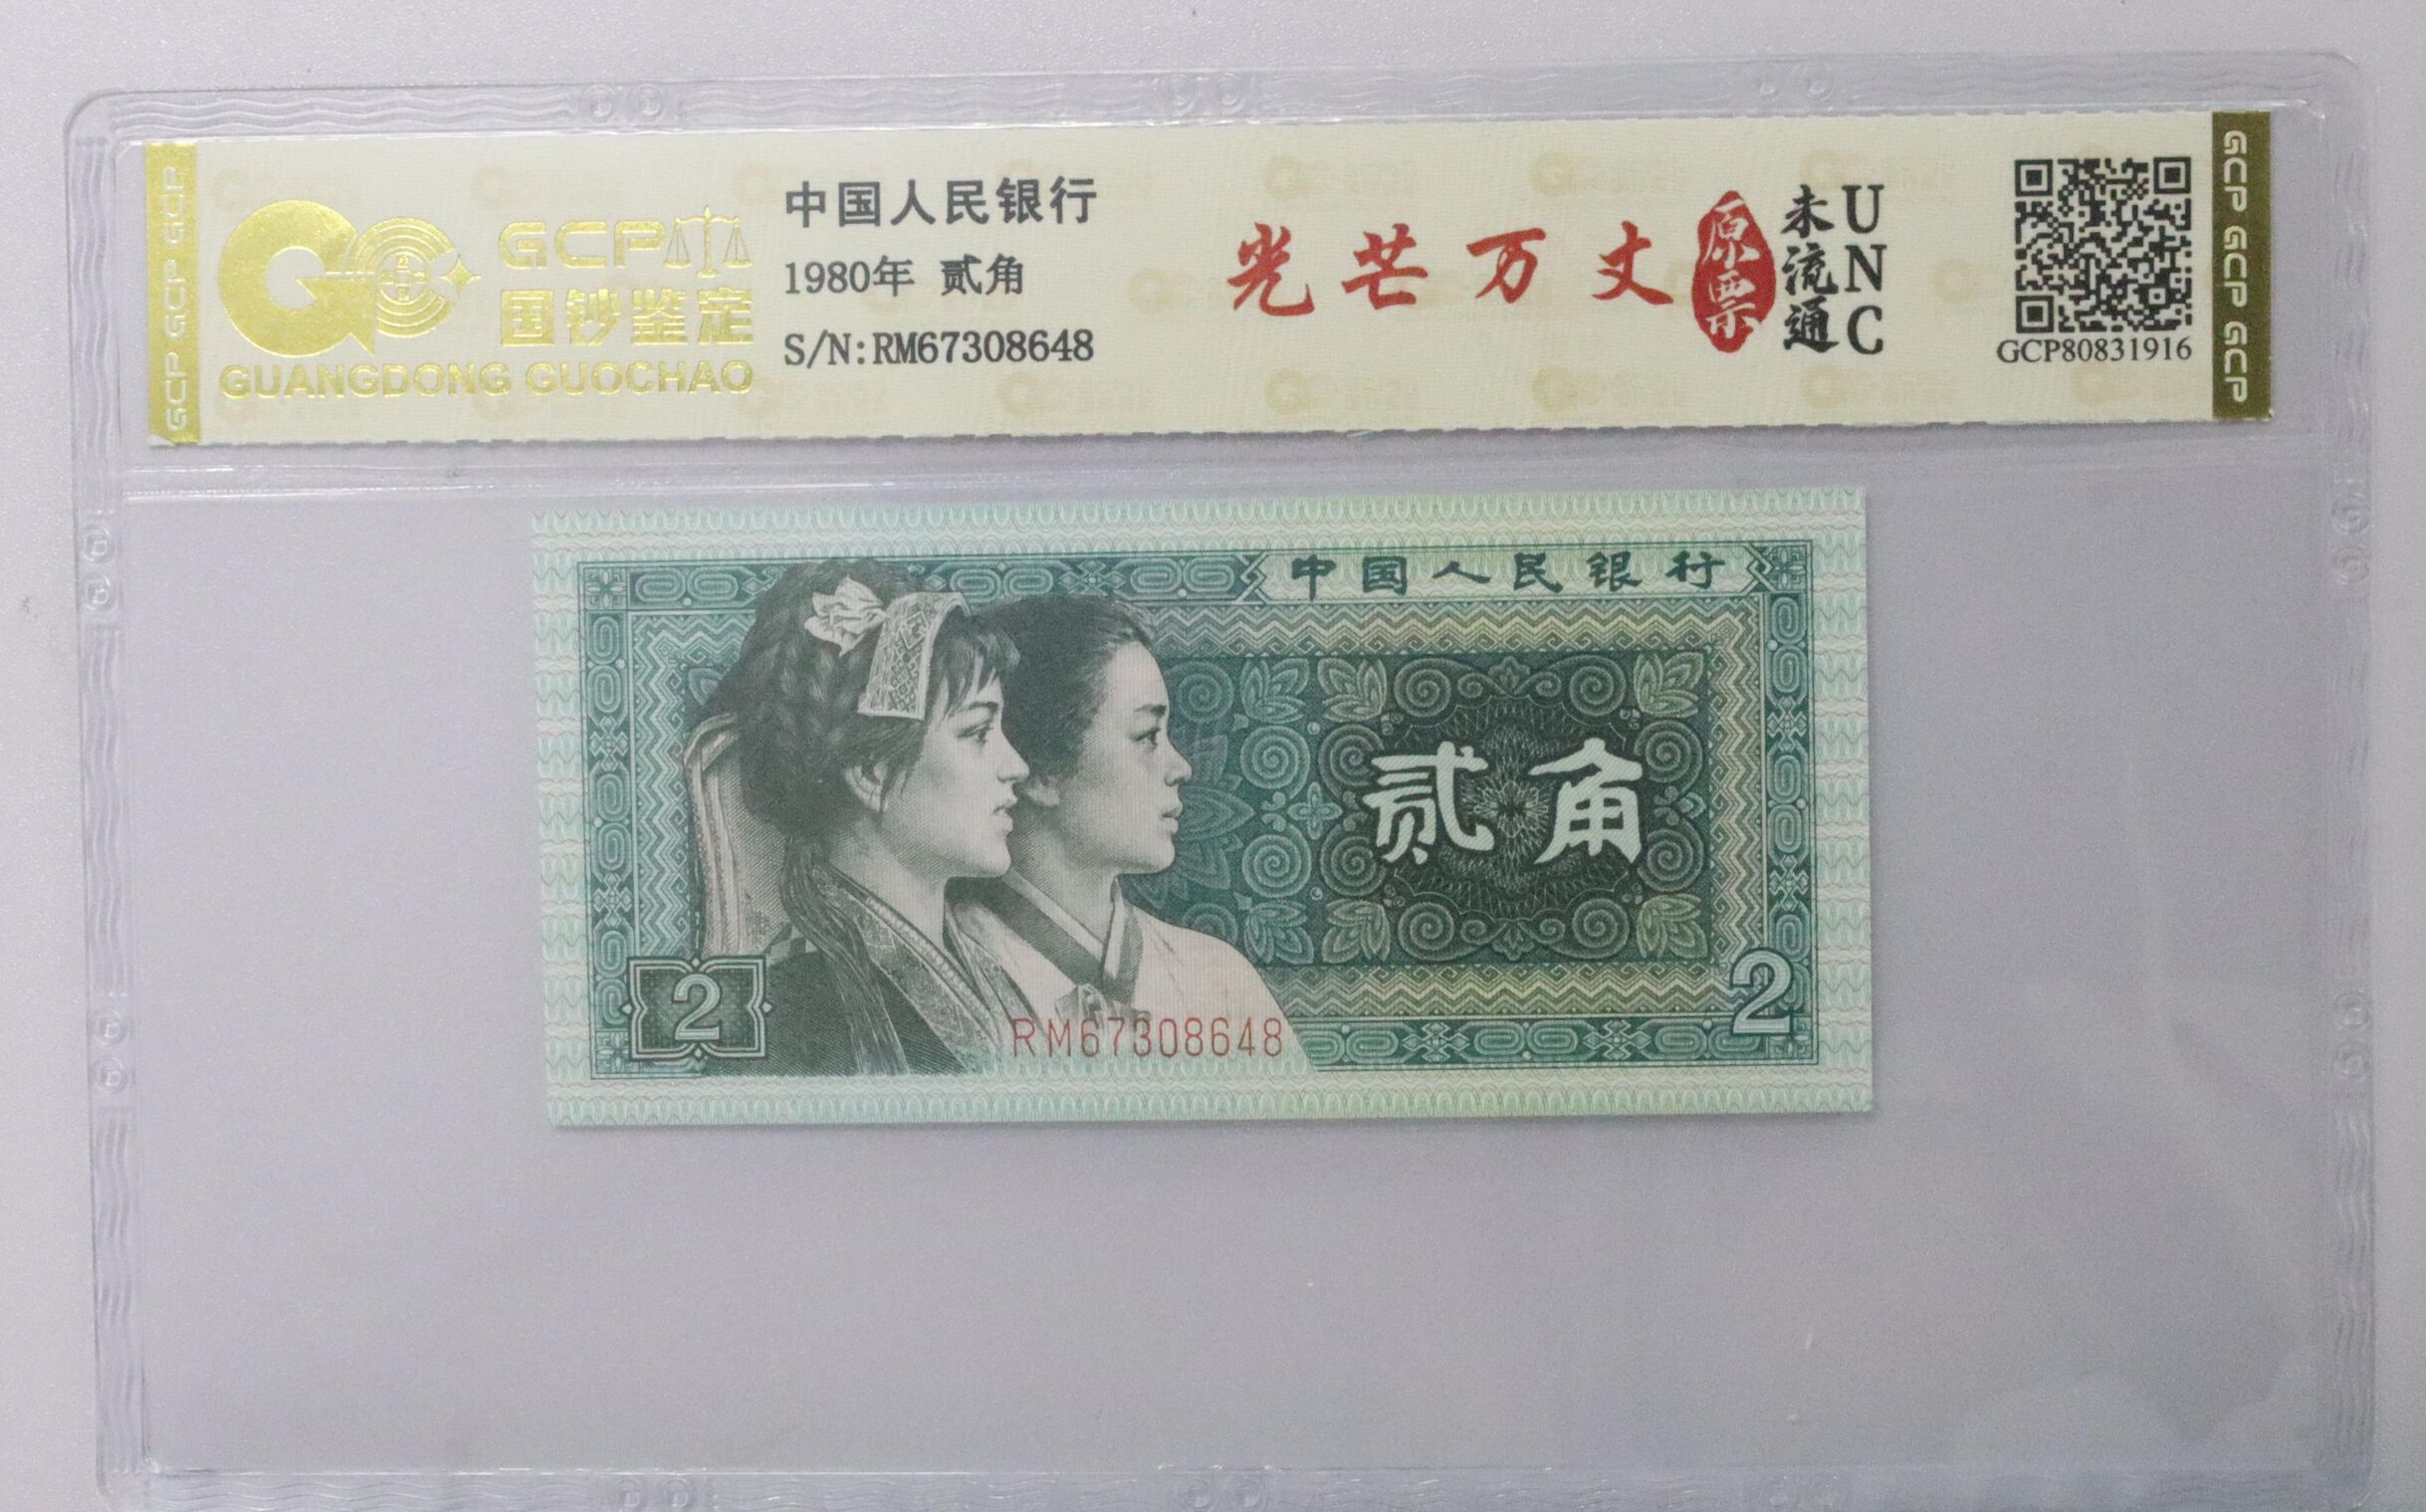 GCP GCP GCP
GCP
国钞鉴定
GUANGDONG GUOCHAO
中国人民银行
1980年 贰角
S/N:RM67308648
光芒万丈
原票
未流通
UNC
GCP80831916
GCP GCP GCP
中国人民银行
贰角
2
2
RM67308648